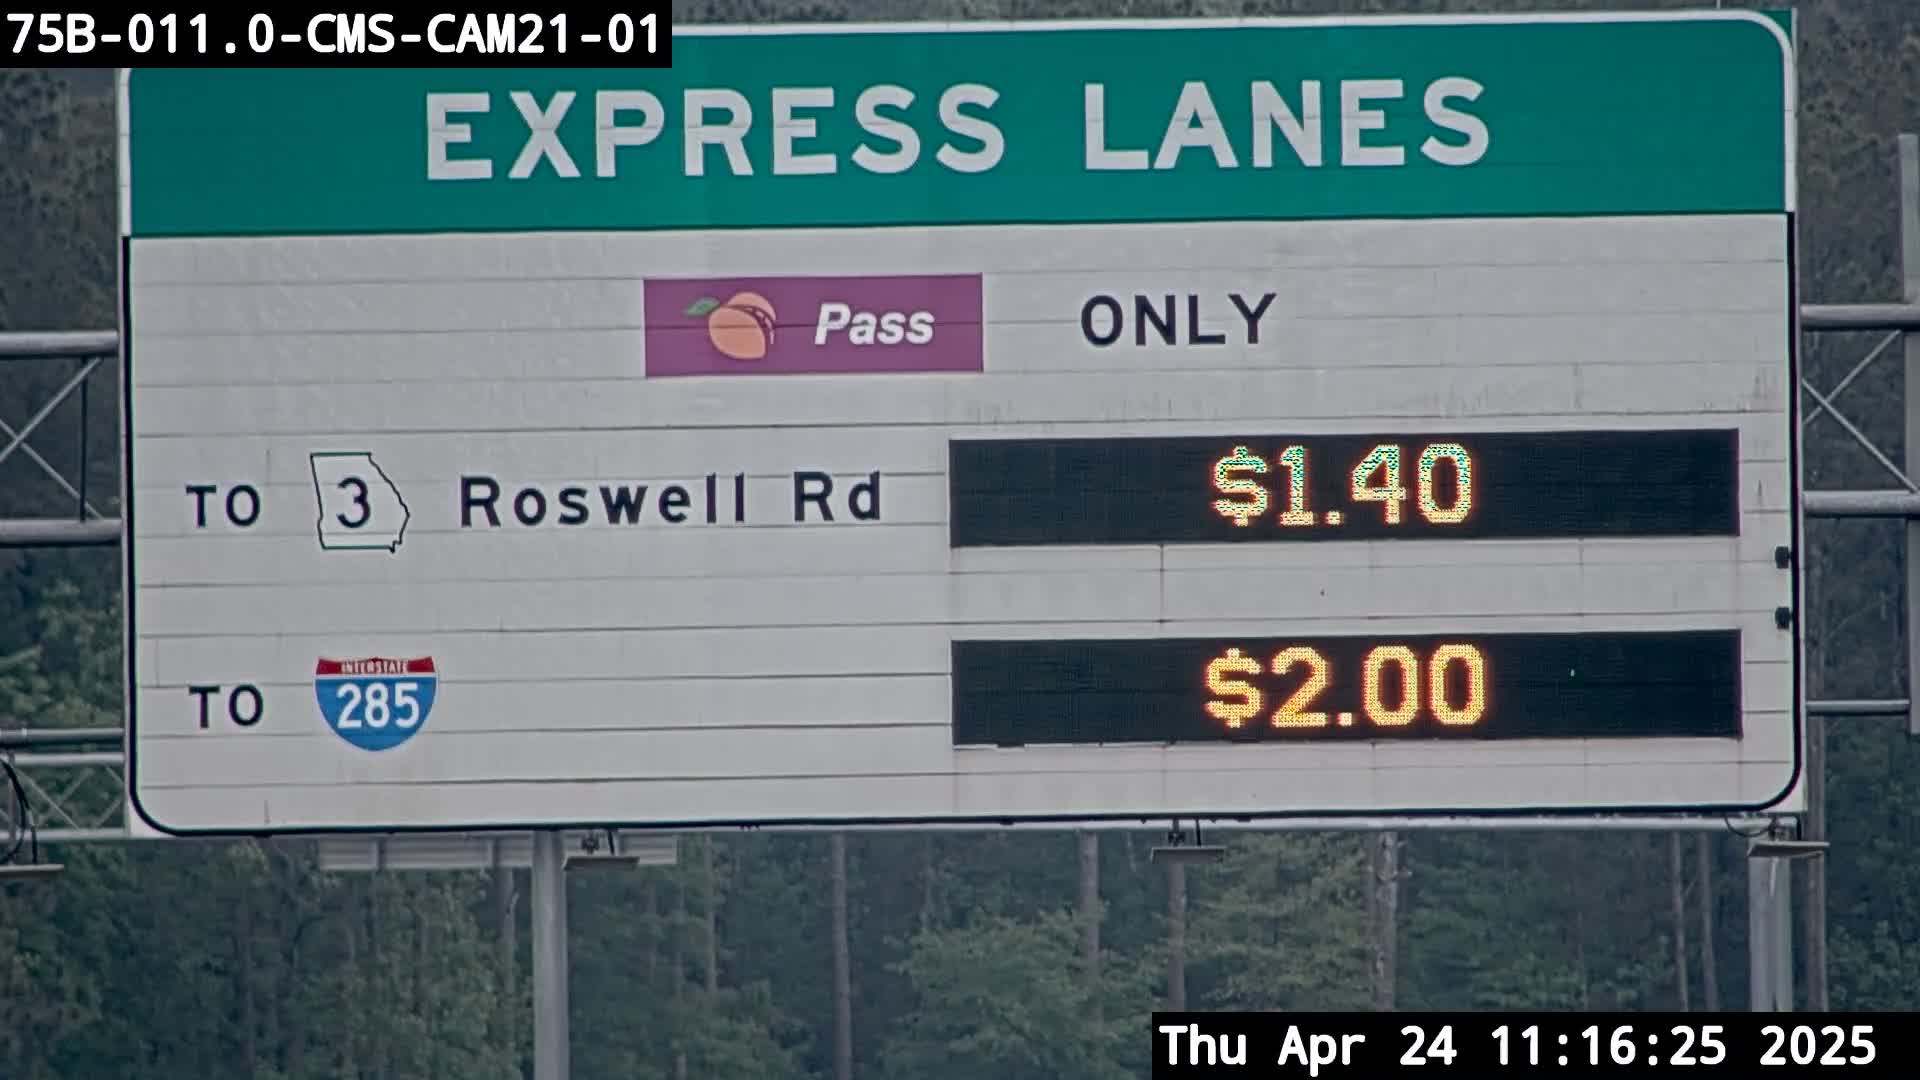 75B-011.0-CMS-CAM21-01
EXPRESS LANES
Pass ONLY
TO 3 Roswell Rd $1.40
INTERSTATE
TO 285 $2.00
Thu Apr 24 11:16:25 2025